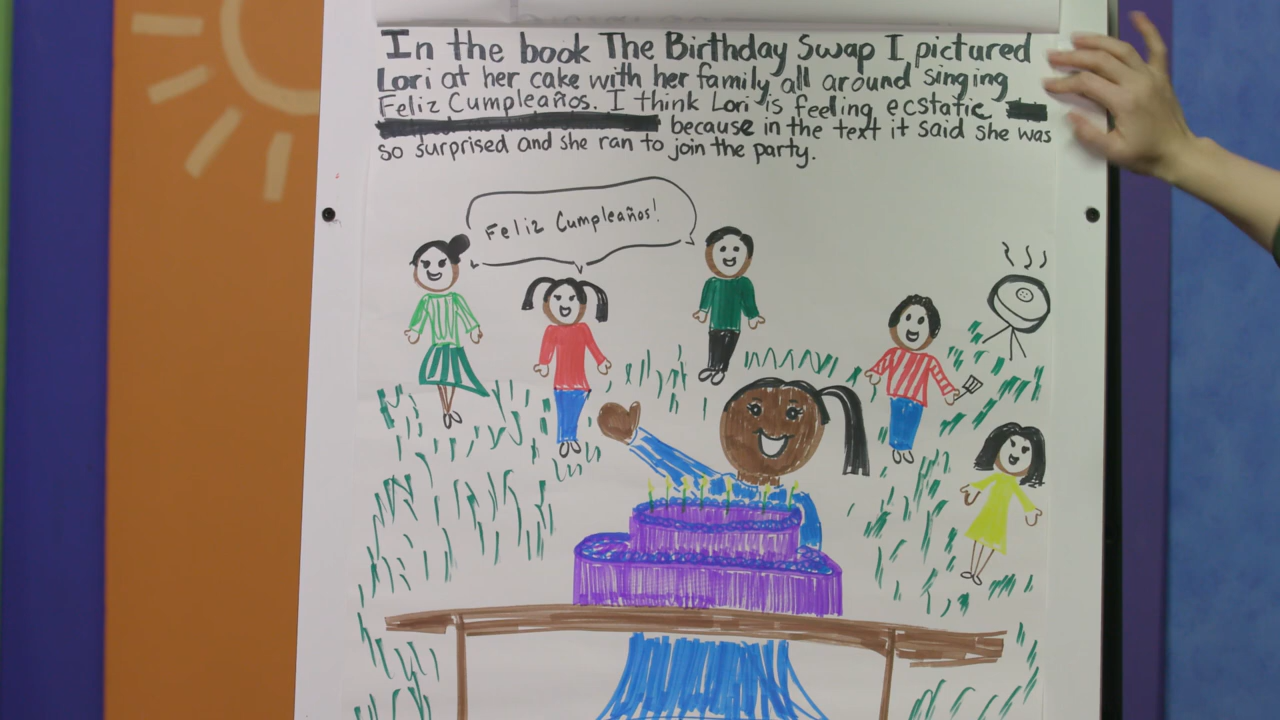 In the book The Birthday Swap I pictured
Lori at her cake with her family all around singing
Feliz Cumpleaños. I think Lori is feeling ecstatic
because in the text it said she was
so surprised and she ran to join the party.
Feliz Cumpleaños!